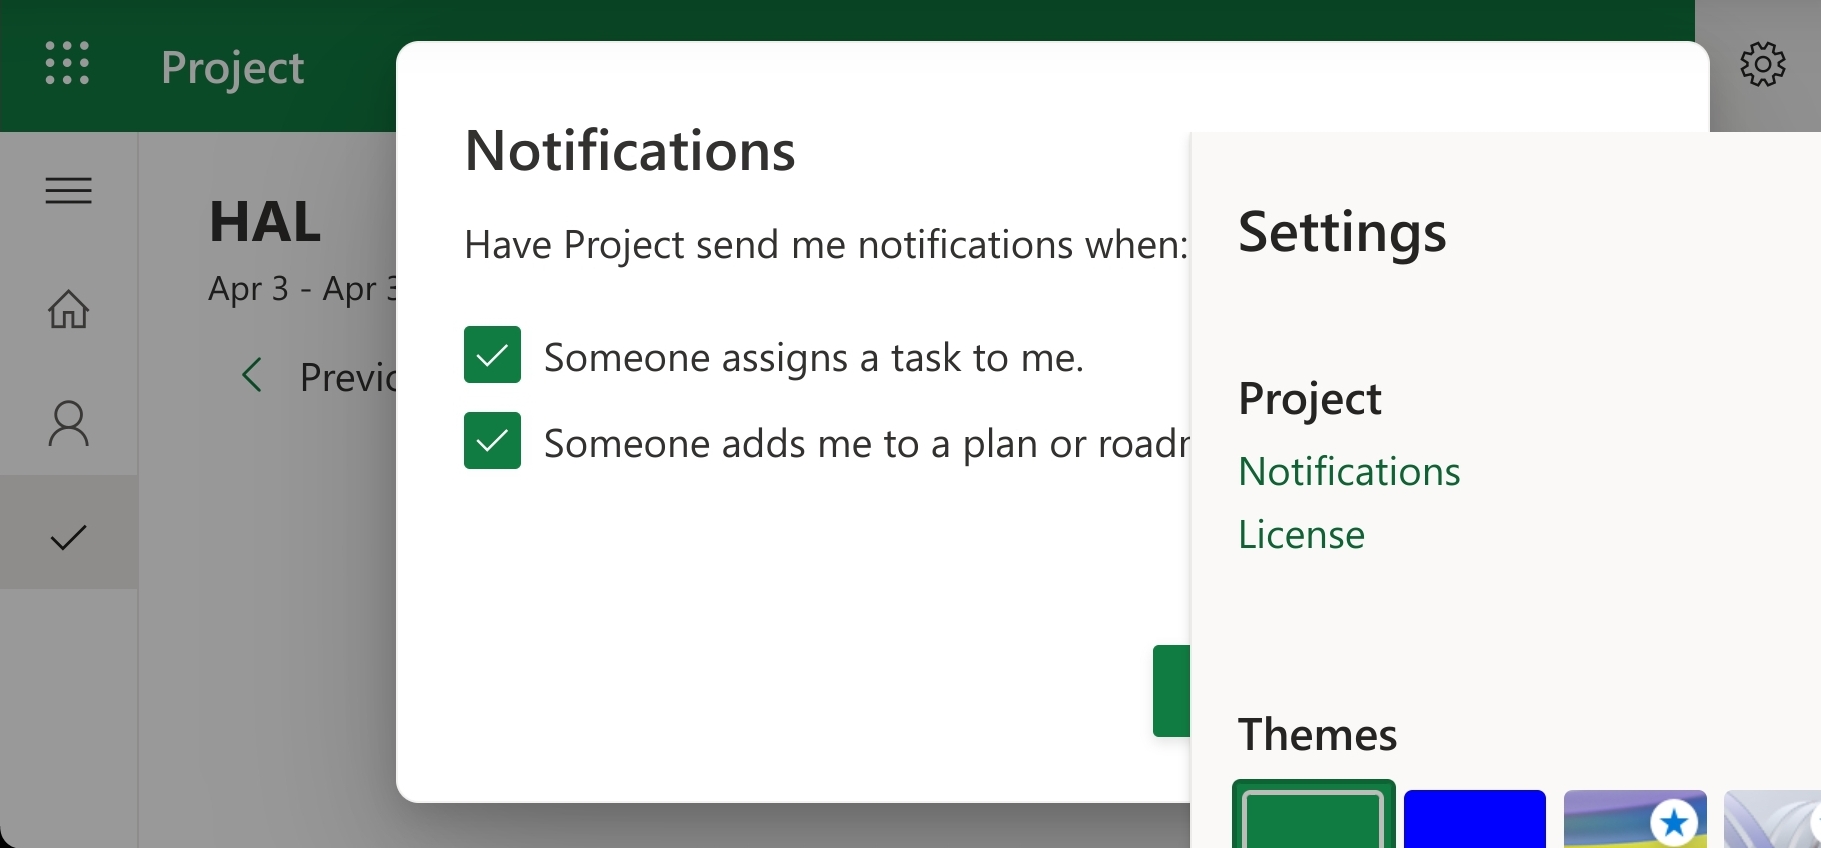 Project
Notifications
Have Project send me notifications when:
Someone assigns a task to me.
Someone adds me to a plan or
HAL
Apr 3 - Apr
Settings
Project
Notifications
License
Themes